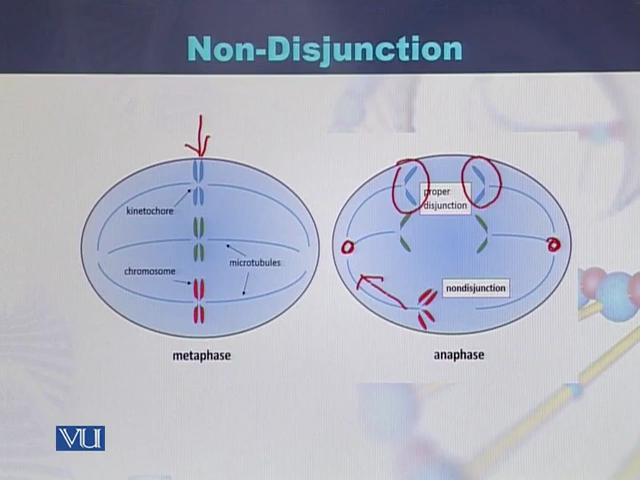 Non-Disjunction
kinetochore
chromosome
microtubules
metaphase
proper
disjunction
nondisjunction
anaphase
VU